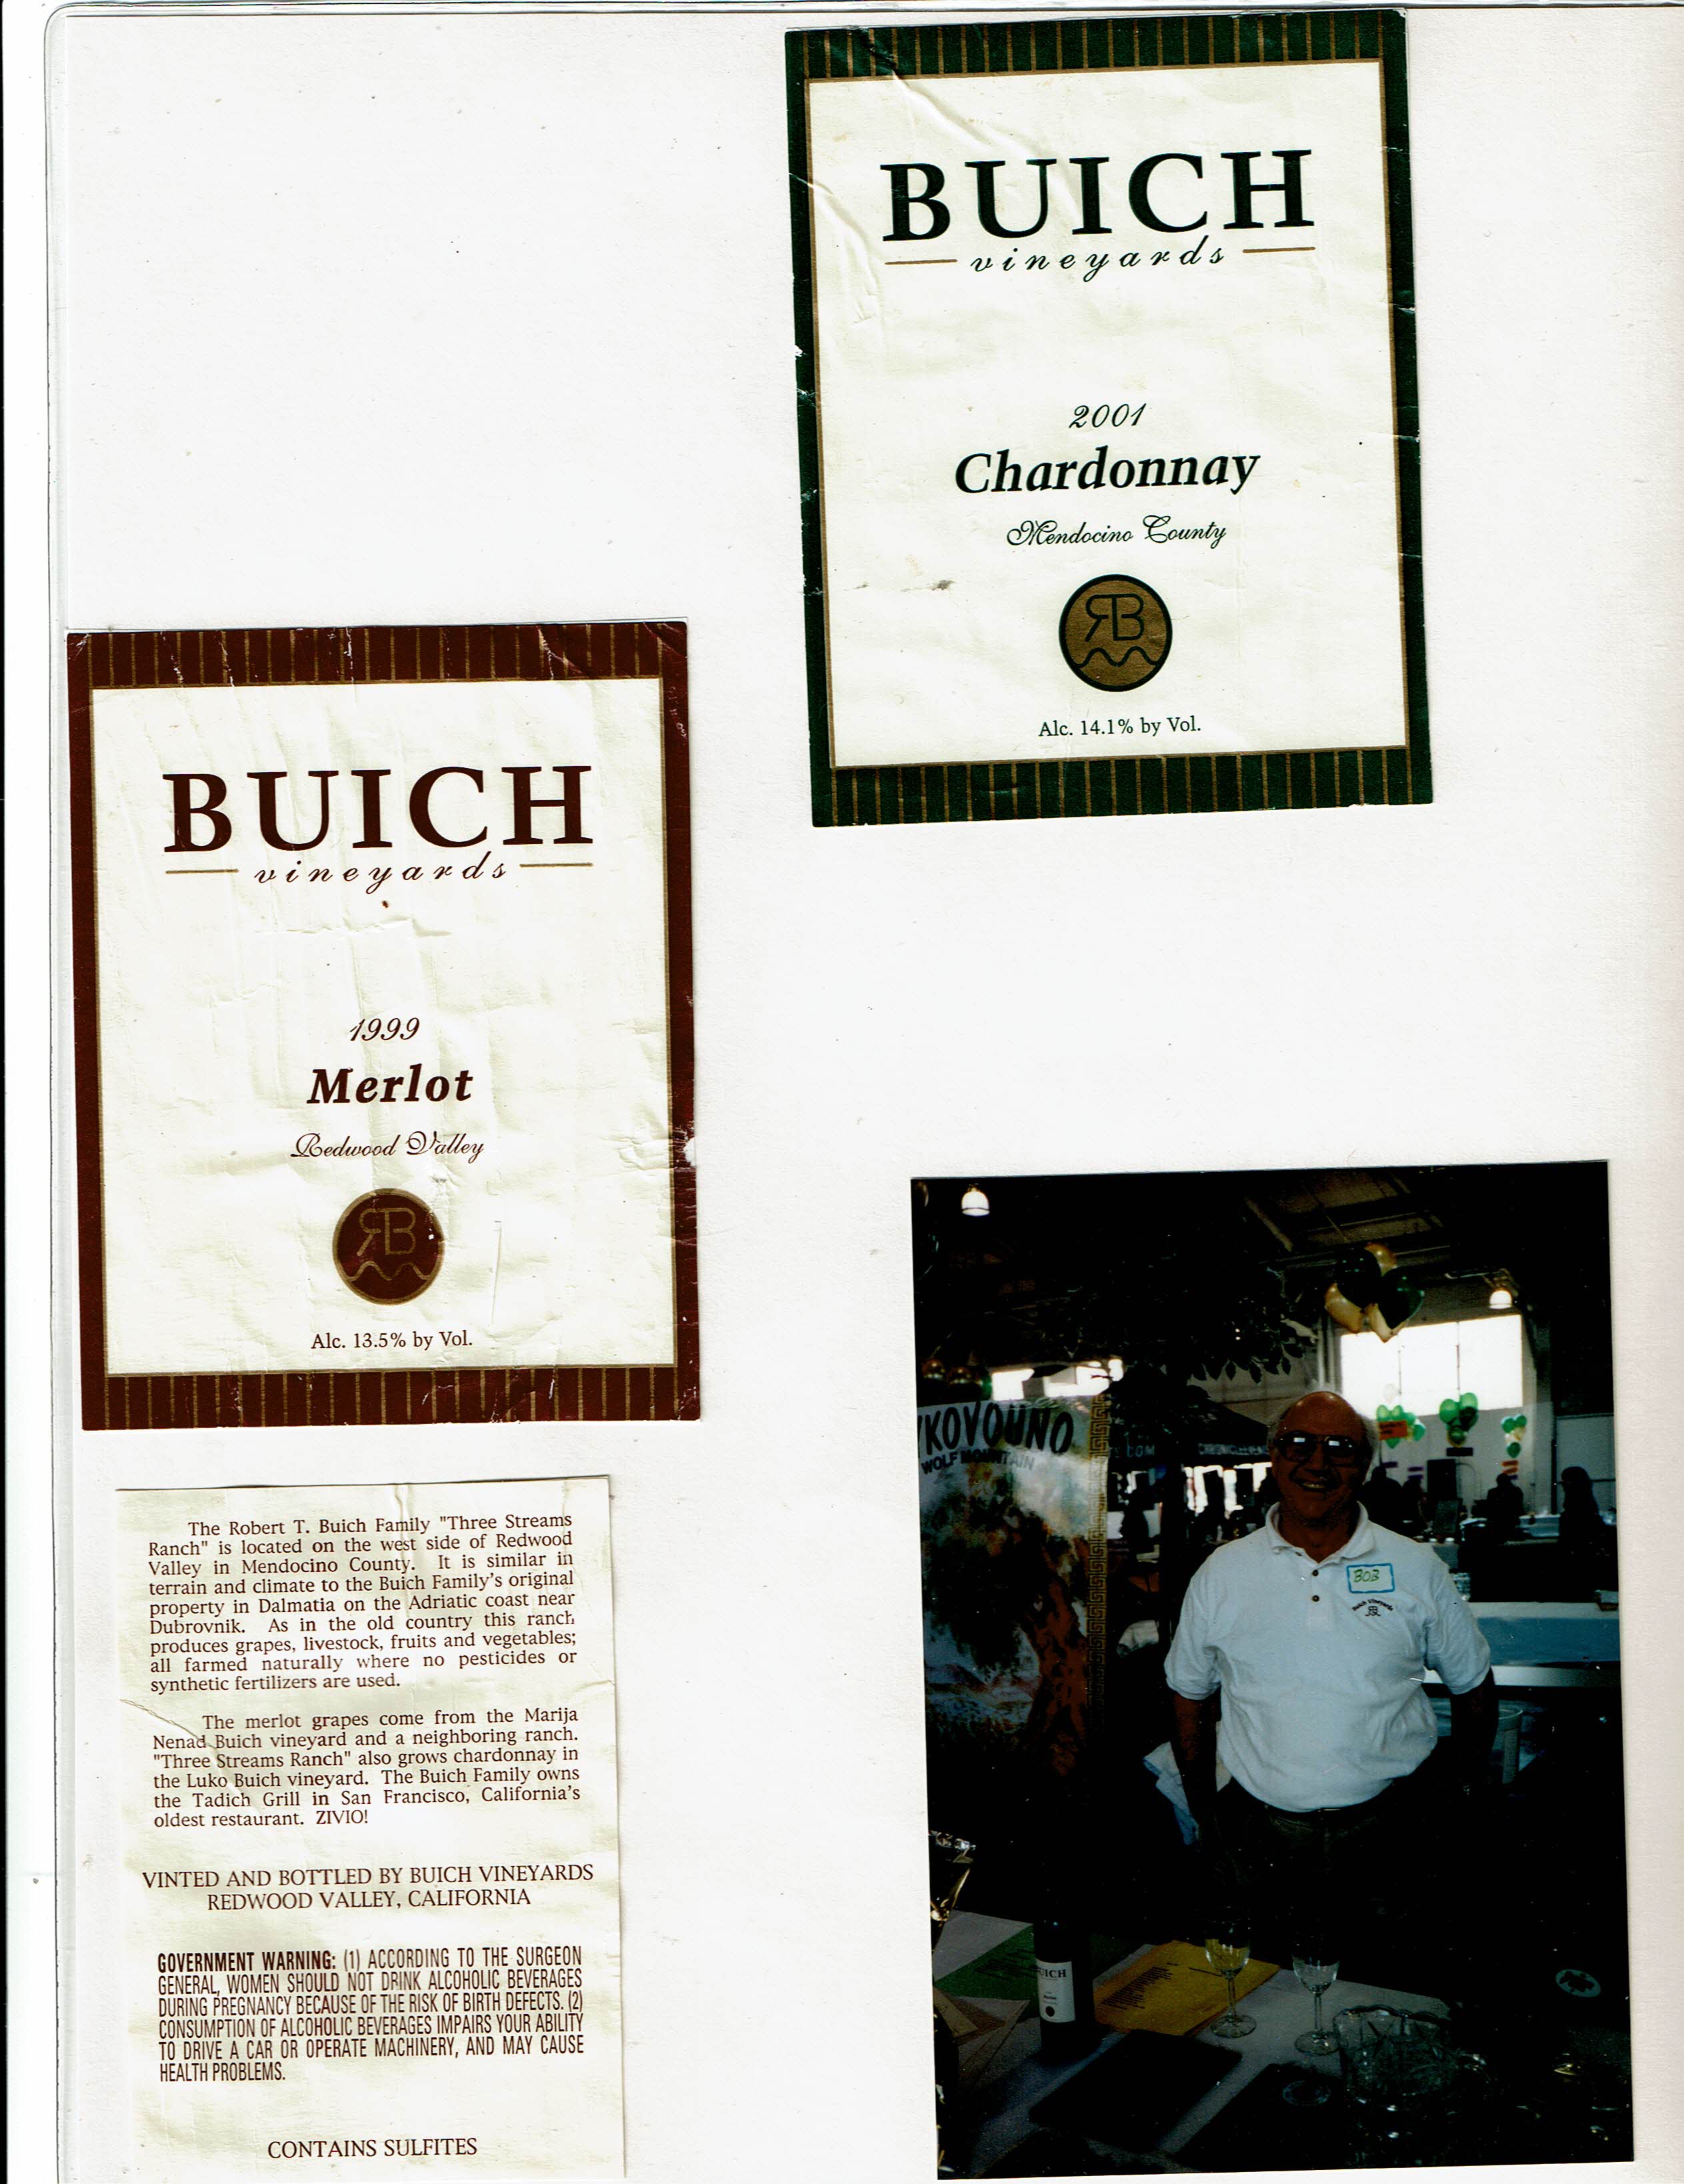 BUICH
vineyards
2001
Chardonnay
Mendocino County
RB
Alc. 14.1% by Vol.
BUICH
vineyards
1999
Merlot
Redwood Valley
RB
Alc. 13.5% by Vol.
The Robert T. Buich Family "Three Streams
Ranch" is located on the west side of Redwood
Valley in Mendocino County. It is similar in
terrain and climate to the Buich Family's original
property in Dalmatia on the Adriatic coast near
Dubrovnik. As in the old country this ranch
produces grapes, livestock, fruits and vegetables;
all farmed naturally where no pesticides or
synthetic fertilizers are used.
The merlot grapes come from the Marija
Nenad Buich vineyard and a neighboring ranch.
"Three Streams Ranch" also grows chardonnay in
the Luko Buich vineyard. The Buich Family owns
the Tadich Grill in San Francisco, California's
oldest restaurant. ZIVIO!
VINTED AND BOTTLED BY BUICH VINEYARDS
REDWOOD VALLEY, CALIFORNIA
GOVERNMENT WARNING: (1) ACCORDING TO THE SURGEON
GENERAL, WOMEN SHOULD NOT DRINK ALCOHOLIC BEVERAGES
DURING PREGNANCY BECAUSE OF THE RISK OF BIRTH DEFECTS. (2)
CONSUMPTION OF ALCOHOLIC BEVERAGES IMPAIRS YOUR ABILITY
TO DRIVE A CAR OR OPERATE MACHINERY, AND MAY CAUSE
HEALTH PROBLEMS.
CONTAINS SULFITES
KOVOUNO
WOLF MOUNTAIN
BOB
Buich Vineyards
UICH